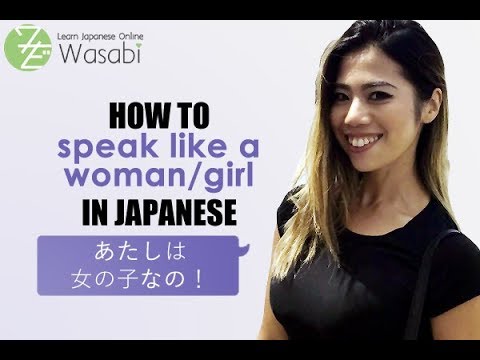 Learn Japanese Online
Wasabi
HOW TO
speak like a
woman/girl
IN JAPANESE
あたしは
女の子なの！